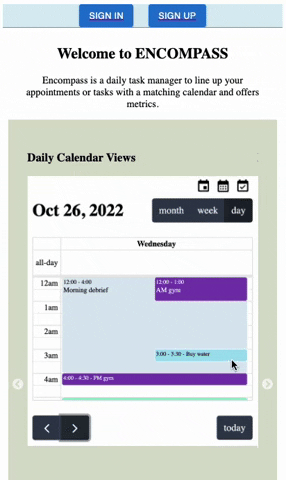 SIGN IN
SIGN UP
Welcome to ENCOMPASS
Encompass is a daily task manager to line up your
appointments or tasks with a matching calendar and offers
metrics.
Daily Calendar Views
Oct 26, 2022
month week day
Wednesday
all-day
12am
12:00 - 4:00
Morning debrief
12:00 - 1:00
AM gym
1am
2am
3am
3:00 - 3:30 - Buy water
4am
4:00 - 4:30 - PM gym
today